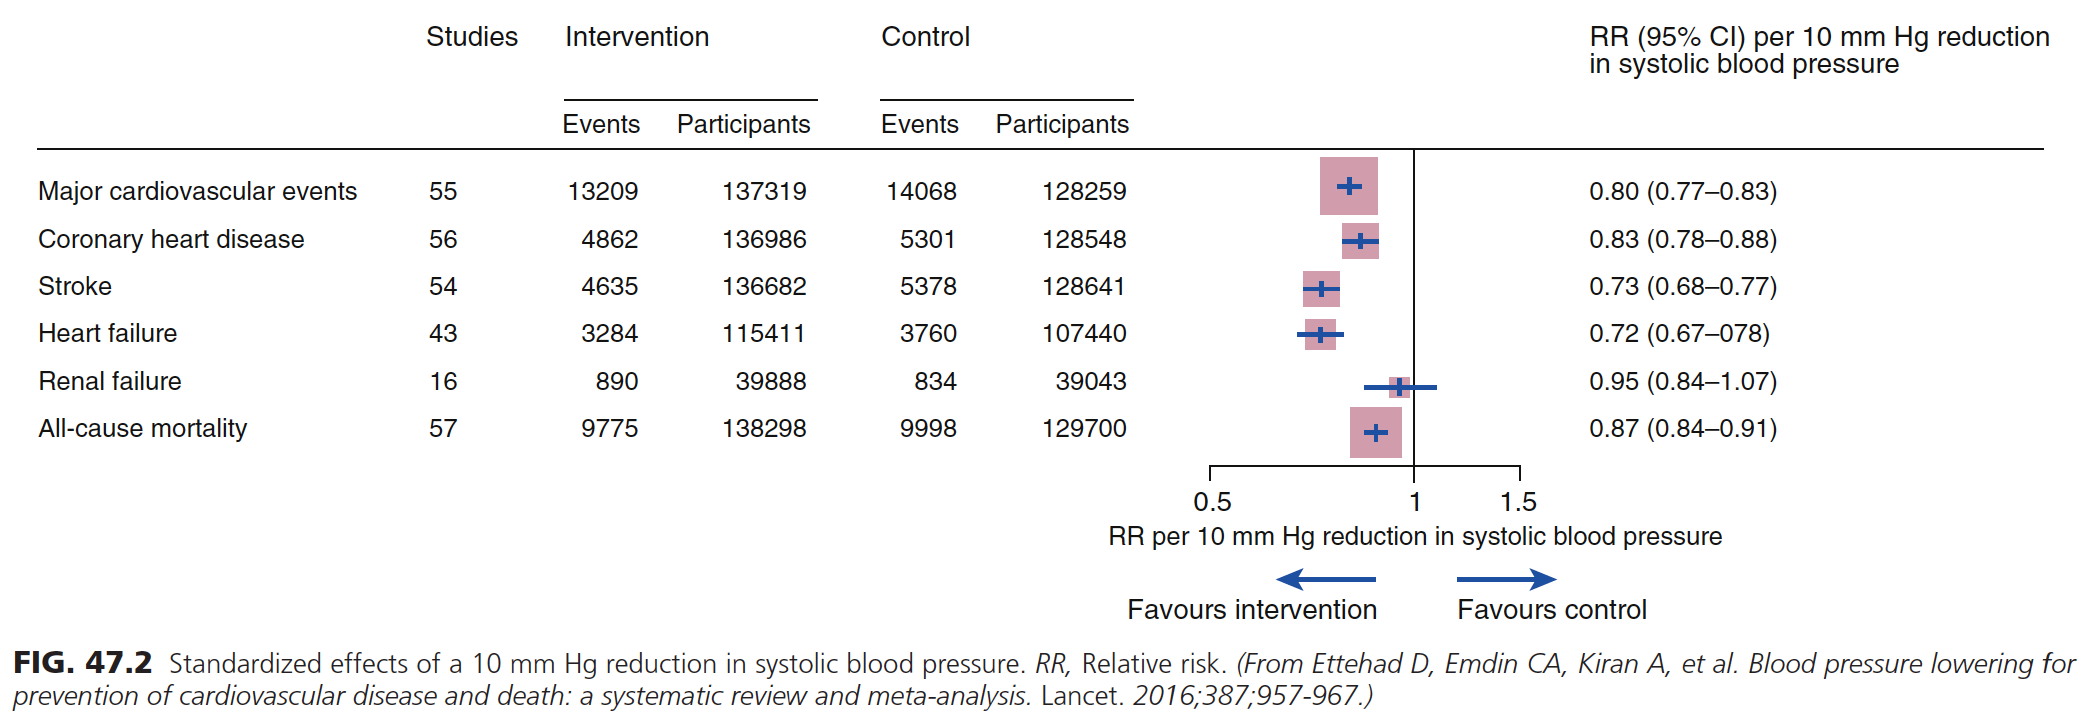 Studies Intervention Control RR (95% CI) per 10 mm Hg reduction
in systolic blood pressure
Events Participants Events Participants
Major cardiovascular events 55 13209 137319 14068 128259 0.80 (0.77–0.83)
Coronary heart disease 56 4862 136986 5301 128548 0.83 (0.78–0.88)
Stroke 54 4635 136682 5378 128641 0.73 (0.68–0.77)
Heart failure 43 3284 115411 3760 107440 0.72 (0.67–078)
Renal failure 16 890 39888 834 39043 0.95 (0.84–1.07)
All-cause mortality 57 9775 138298 9998 129700 0.87 (0.84–0.91)
0.5 1 1.5
RR per 10 mm Hg reduction in systolic blood pressure
Favours intervention Favours control
FIG. 47.2 Standardized effects of a 10 mm Hg reduction in systolic blood pressure. RR, Relative risk. (From Ettehad D, Emdin CA, Kiran A, et al. Blood pressure lowering for
prevention of cardiovascular disease and death: a systematic review and meta-analysis. Lancet. 2016;387;957-967.)